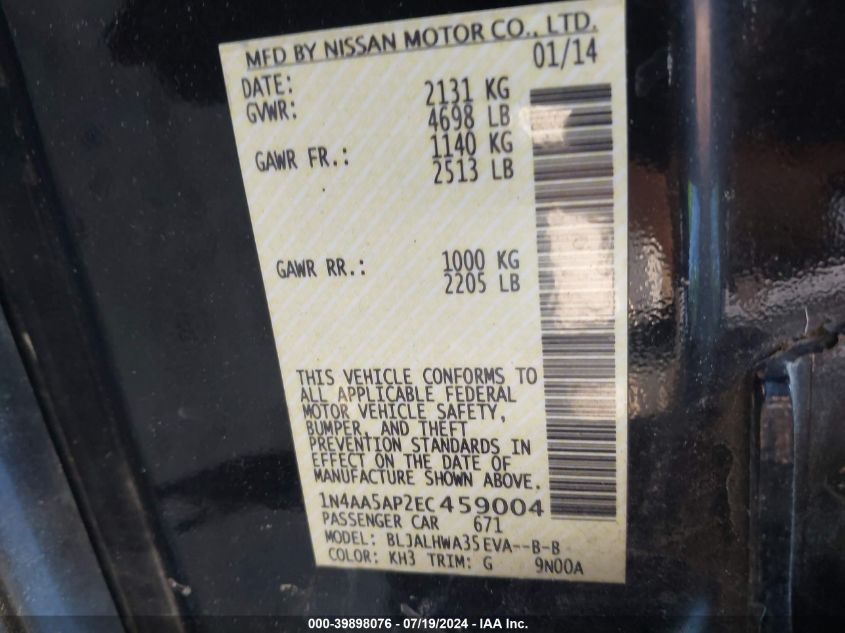 MFD BY NISSAN MOTOR CO., LTD.
DATE: 01/14
GVWR: 2131 KG
4698 LB
GAWR FR.: 1140 KG
2513 LB
GAWR RR.: 1000 KG
2205 LB
THIS VEHICLE CONFORMS TO
ALL APPLICABLE FEDERAL
MOTOR VEHICLE SAFETY,
BUMPER, AND THEFT
PREVENTION STANDARDS IN
EFFECT ON THE DATE OF
MANUFACTURE SHOWN ABOVE.
1N4AA5AP2EC459004
PASSENGER CAR 671
MODEL: BLJALHWA35EVA--B-B
COLOR: KH3 TRIM: G 9N00A
000-39898076 - 07/19/2024 - IAA Inc.